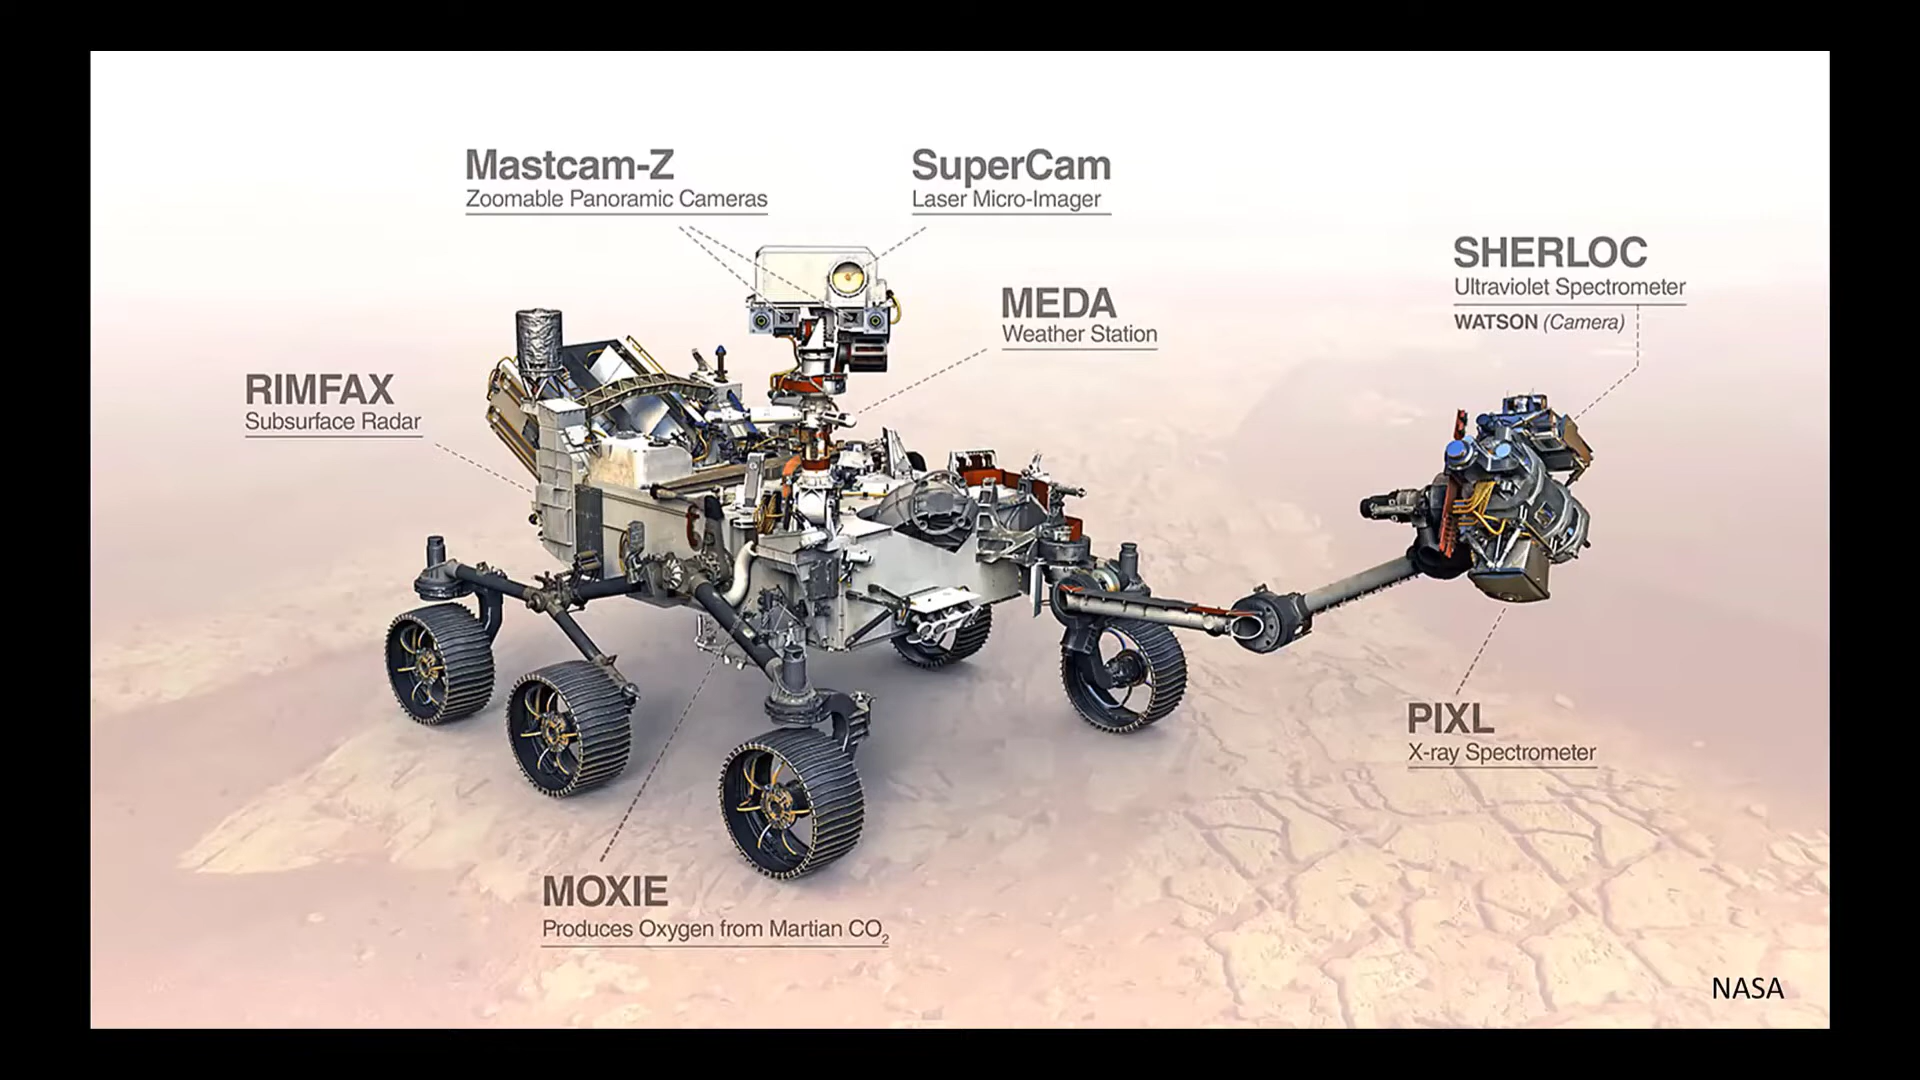 Mastcam-Z
Zoomable Panoramic Cameras
SuperCam
Laser Micro-Imager
SHERLOC
Ultraviolet Spectrometer
WATSON (Camera)
MEDA
Weather Station
RIMFAX
Subsurface Radar
PIXL
X-ray Spectrometer
MOXIE
Produces Oxygen from Martian CO₂
NASA